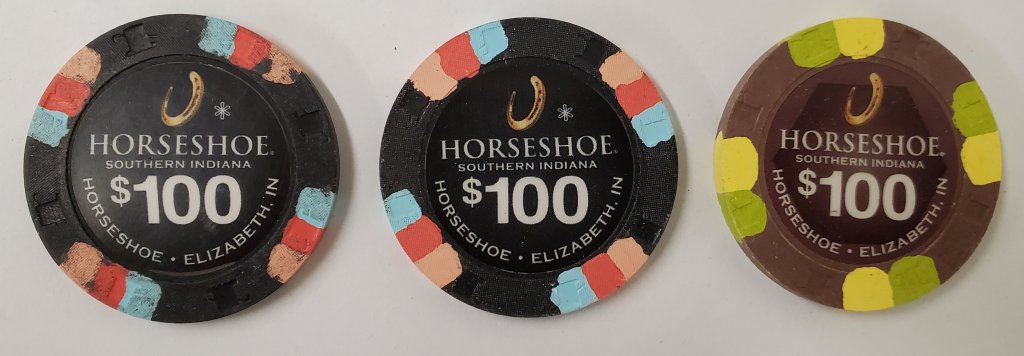 HORSESHOE®
SOUTHERN INDIANA
$100
HORSESHOE • ELIZABETH, IN
HORSESHOE®
SOUTHERN INDIANA
$100
HORSESHOE • ELIZABETH, IN
HORSESHOE®
SOUTHERN INDIANA
$100
HORSESHOE • ELIZABETH, IN